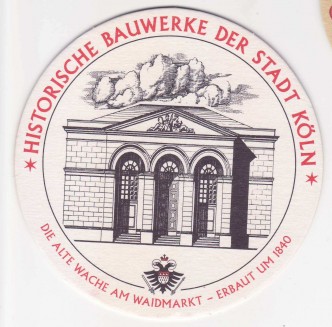 ★ HISTORISCHE BAUWERKE DER STADT KÖLN ★
DIE ALTE WACHE AM WAIDMARKT – ERBAUT UM 1840